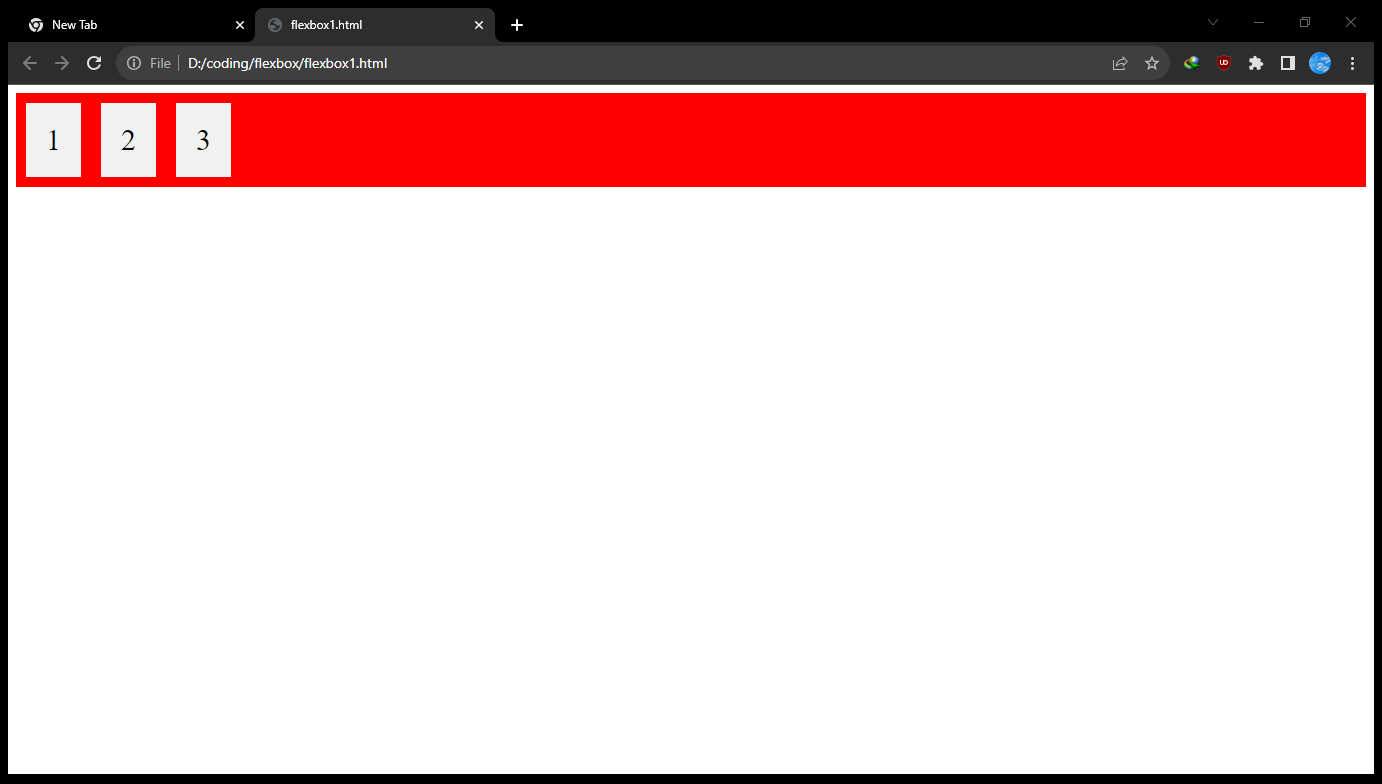 New Tab
flexbox1.html
File
D:/coding/flexbox/flexbox1.html
1 2 3